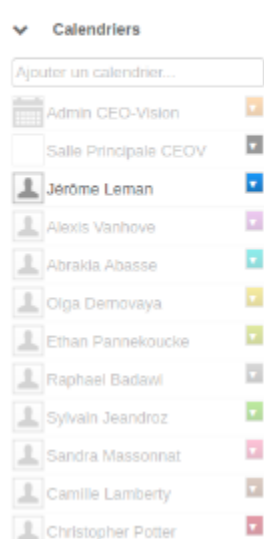 Calendriers
Ajouter un calendrier...
Admin CEO-Vision
Salle Principale CEOV
Jérôme Leman
Alexis Vanhove
Abrakla Abasse
Olga Dernovaya
Ethan Pannekoucke
Raphael Badawi
Sylvain Jeandroz
Sandra Massonnat
Camille Lamberty
Christopher Potter